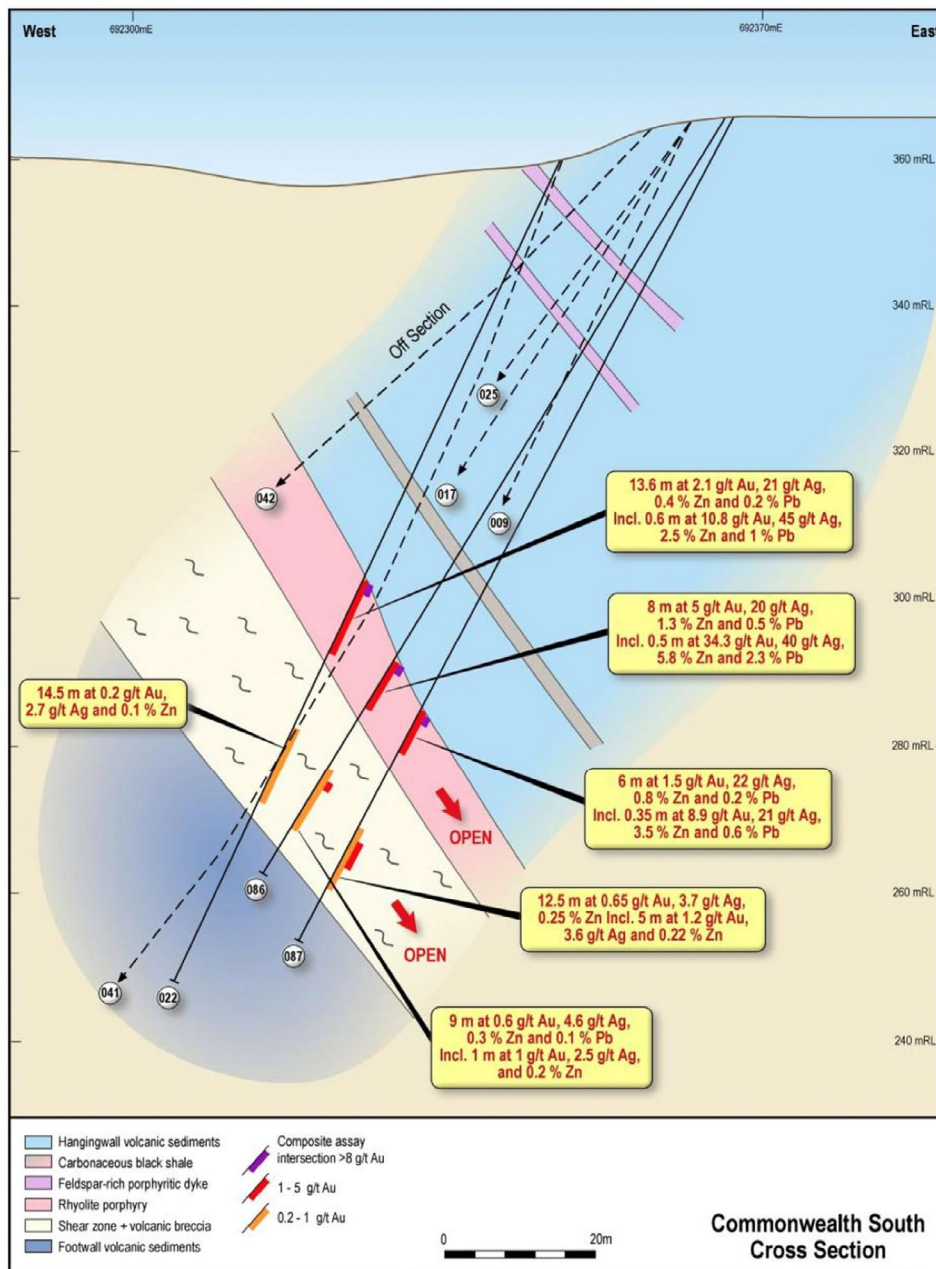 West
692300mE
692370mE
East
360 mRL
340 mRL
320 mRL
300 mRL
280 mRL
260 mRL
240 mRL
Off Section
025
017
009
042
13.6 m at 2.1 g/t Au, 21 g/t Ag,
0.4 % Zn and 0.2 % Pb
Incl. 0.6 m at 10.8 g/t Au, 45 g/t Ag,
2.5 % Zn and 1 % Pb
8 m at 5 g/t Au, 20 g/t Ag,
1.3 % Zn and 0.5 % Pb
Incl. 0.5 m at 34.3 g/t Au, 40 g/t Ag,
5.8 % Zn and 2.3 % Pb
14.5 m at 0.2 g/t Au,
2.7 g/t Ag and 0.1 % Zn
6 m at 1.5 g/t Au, 22 g/t Ag,
0.8 % Zn and 0.2 % Pb
Incl. 0.35 m at 8.9 g/t Au, 21 g/t Ag,
3.5 % Zn and 0.6 % Pb
OPEN
086
12.5 m at 0.65 g/t Au, 3.7 g/t Ag,
0.25 % Zn Incl. 5 m at 1.2 g/t Au,
3.6 g/t Ag and 0.22 % Zn
OPEN
087
041
022
9 m at 0.6 g/t Au, 4.6 g/t Ag,
0.3 % Zn and 0.1 % Pb
Incl. 1 m at 1 g/t Au, 2.5 g/t Ag,
and 0.2 % Zn
Hangingwall volcanic sediments
Carbonaceous black shale
Feldspar-rich porphyritic dyke
Rhyolite porphyry
Shear zone + volcanic breccia
Footwall volcanic sediments
Composite assay
intersection >8 g/t Au
1 - 5 g/t Au
0.2 - 1 g/t Au
0
20m
Commonwealth South
Cross Section